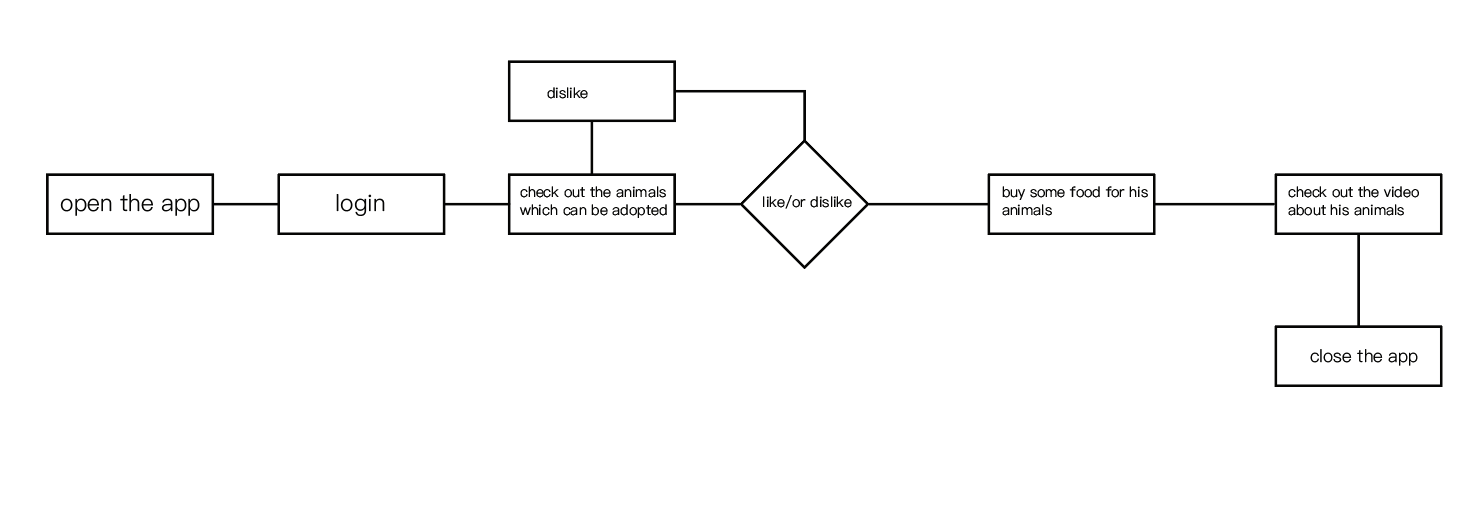 dislike
open the app
login
check out the animals
which can be adopted
like/or dislike
buy some food for his
animals
check out the video
about his animals
close the app